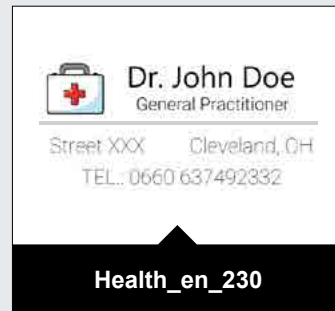 Dr. John Doe
General Practitioner
Street XXX Cleveland, OH
TEL.: 0660 637492332
Health_en_230